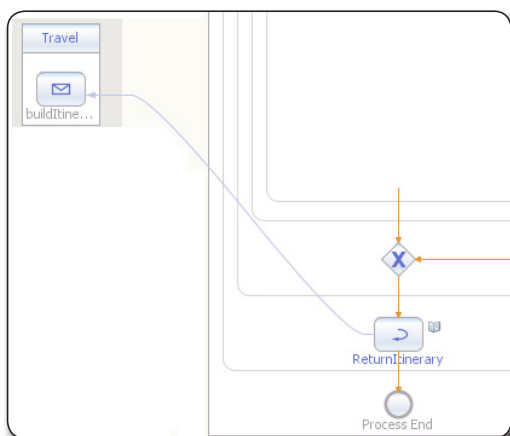 Travel
buildItine...
X
ReturnItinerary
Process End